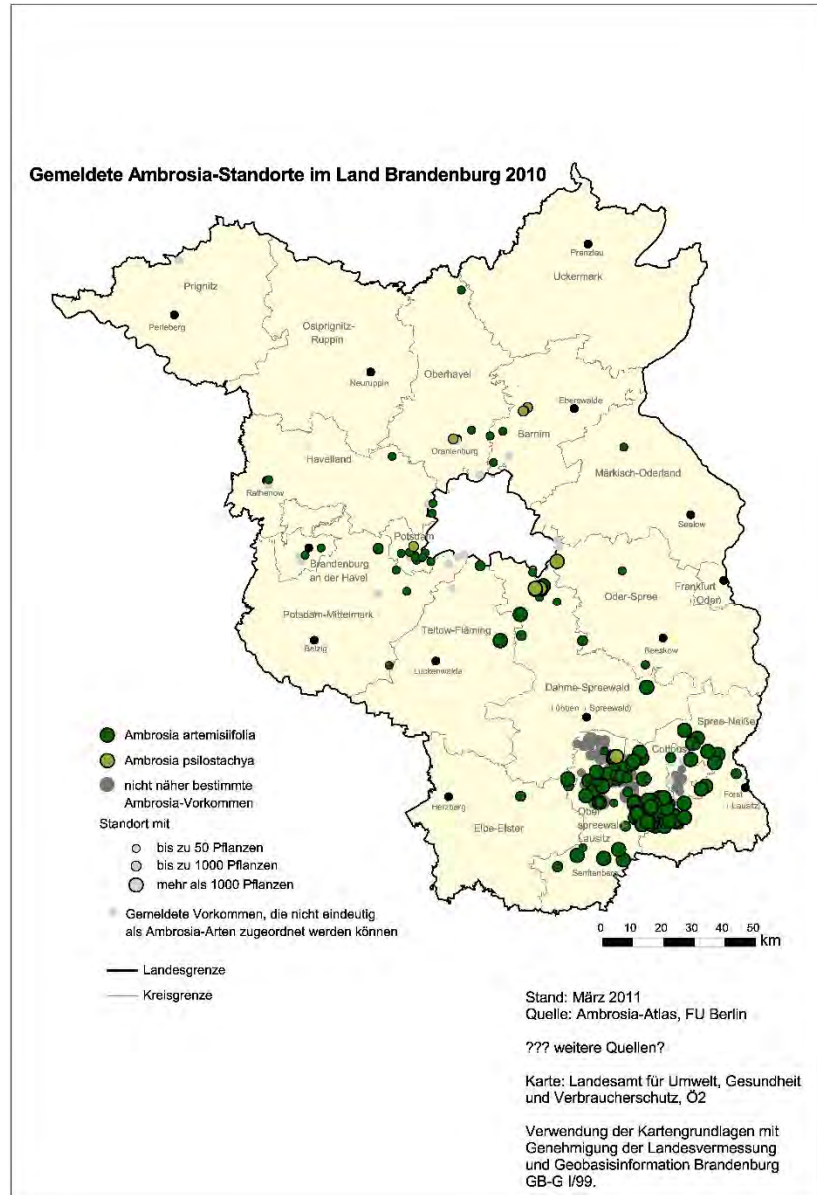 Gemeldete Ambrosia-Standorte im Land Brandenburg 2010
Prenzlau
Uckermark
Prignitz
Perleberg
Ostprignitz-
Ruppin
Neuruppin
Oberhavel
Eberswalde
Barnim
Oranienburg
Havelland
Märkisch-Oderland
Rathenow
Seelow
Potsdam
Brandenburg
an der Havel
Oder-Spree
Frankfurt
(Oder)
Potsdam-Mittelmark
Teltow-Fläming
Belzig
Beeskow
Luckenwalde
Dahme-Spreewald
Spreewald)
Spree-Neiße
Cottbus
Forst
Lausitz)
Herzberg
Elbe-Elster
Ober
spreewald
Lausitz
Senftenberg
Ambrosia artemisiifolia
Ambrosia psilostachya
nicht näher bestimmte
Ambrosia-Vorkommen
Standort mit
bis zu 50 Pflanzen
bis zu 1000 Pflanzen
mehr als 1000 Pflanzen
Gemeldete Vorkommen, die nicht eindeutig
als Ambrosia-Arten zugeordnet werden können
Landesgrenze
Kreisgrenze
0 10 20 30 40 50
km
Stand: März 2011
Quelle: Ambrosia-Atlas, FU Berlin
??? weitere Quellen?
Karte: Landesamt für Umwelt, Gesundheit
und Verbraucherschutz, Ö2
Verwendung der Kartengrundlagen mit
Genehmigung der Landesvermessung
und Geobasisinformation Brandenburg
GB-G I/99.